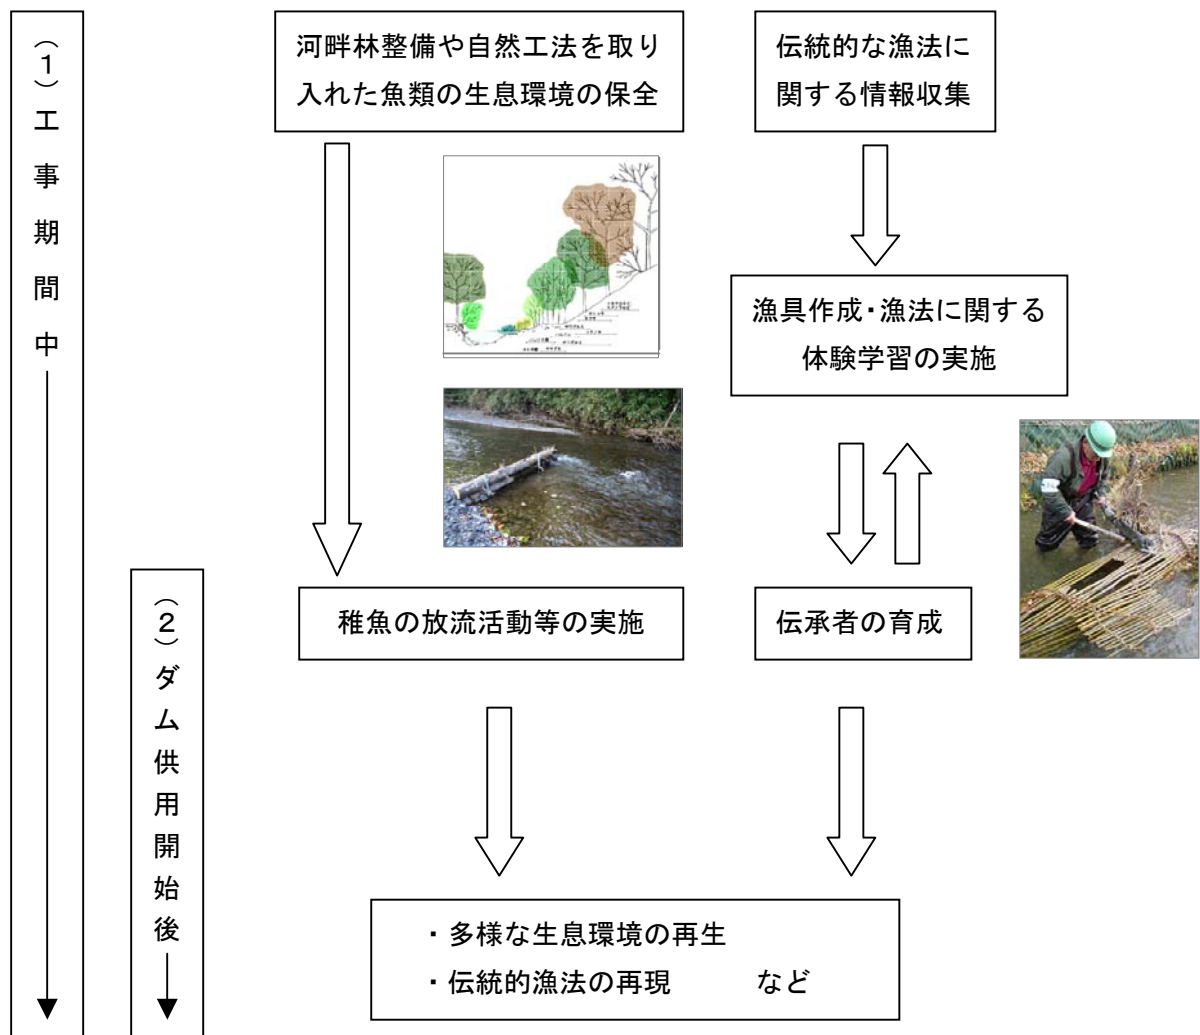 （１）工事期間中
河畔林整備や自然工法を取り
入れた魚類の生息環境の保全
伝統的な漁法に
関する情報収集
漁具作成・漁法に関する
体験学習の実施
（２）ダム供用開始後
稚魚の放流活動等の実施
伝承者の育成
・多様な生息環境の再生
・伝統的漁法の再現　　　など